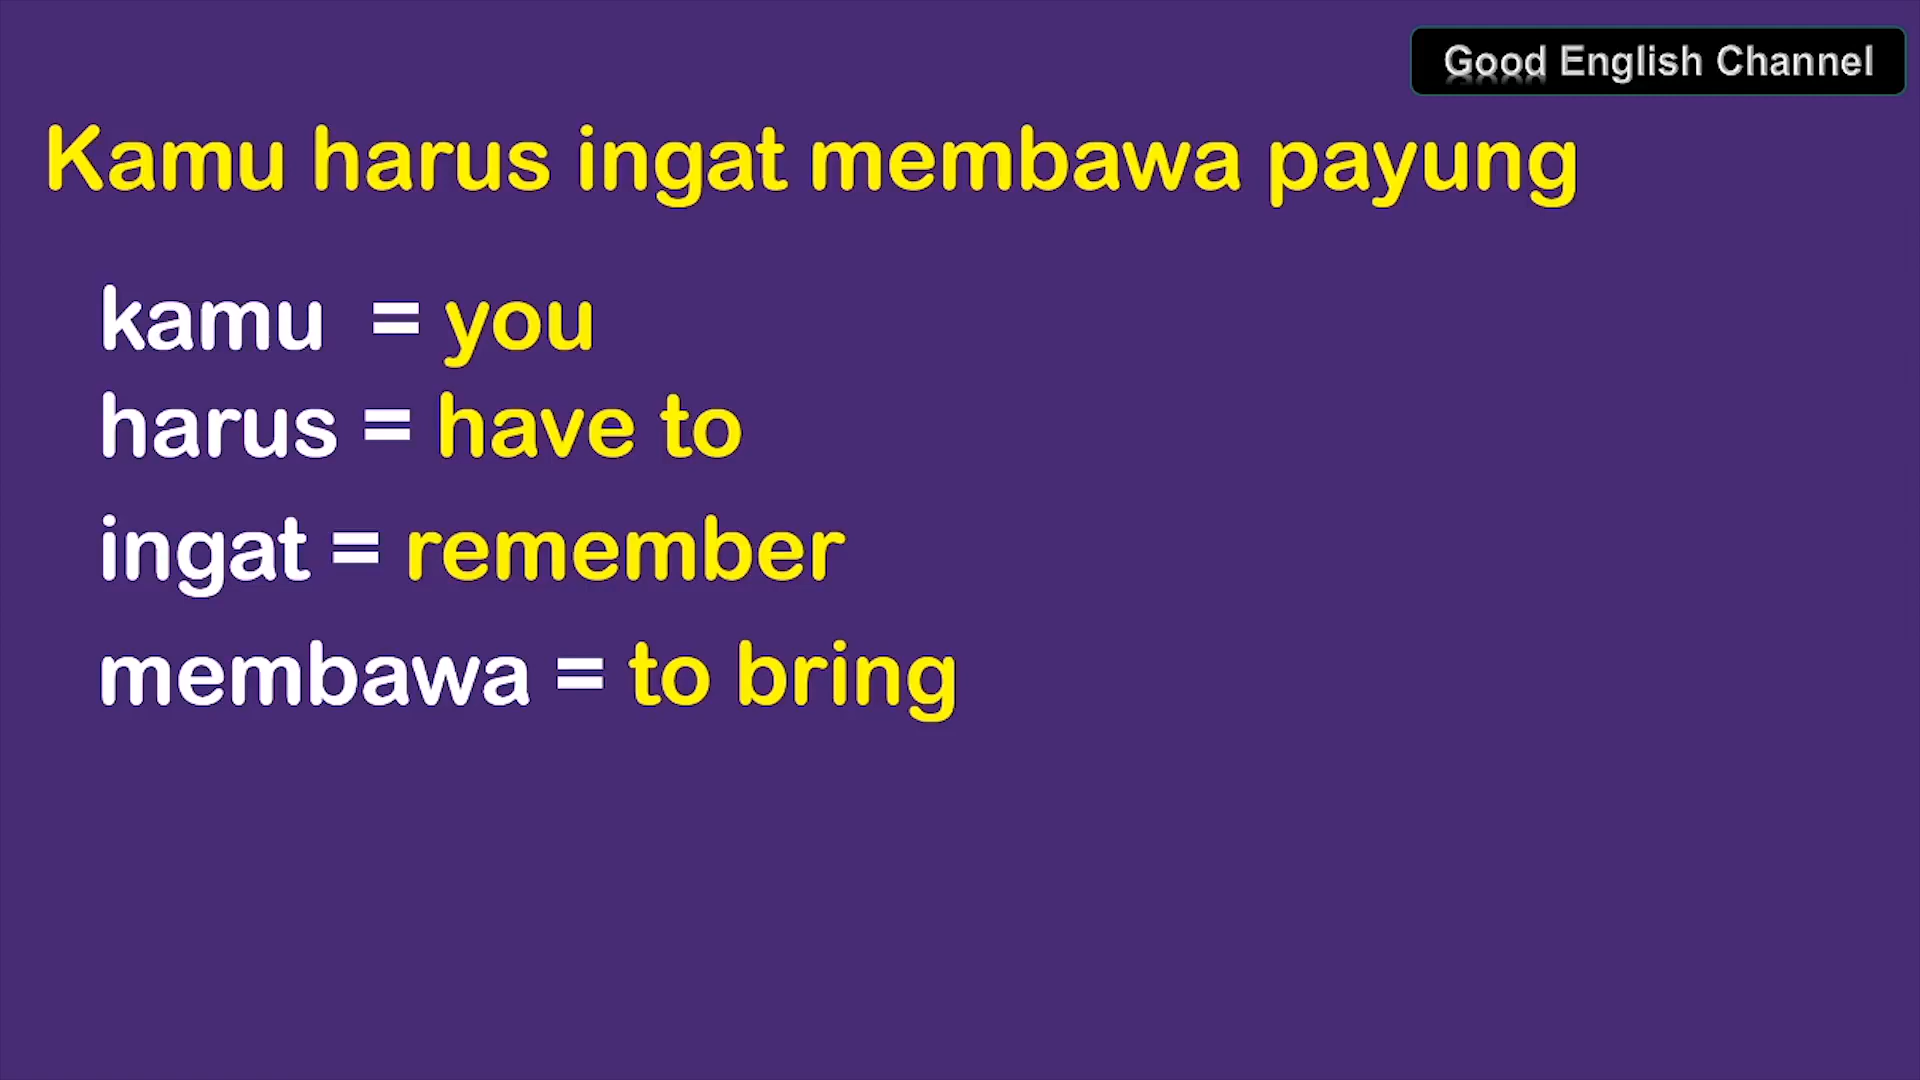 Good English Channel
Kamu harus ingat membawa payung
kamu = you
harus = have to
ingat = remember
membawa = to bring